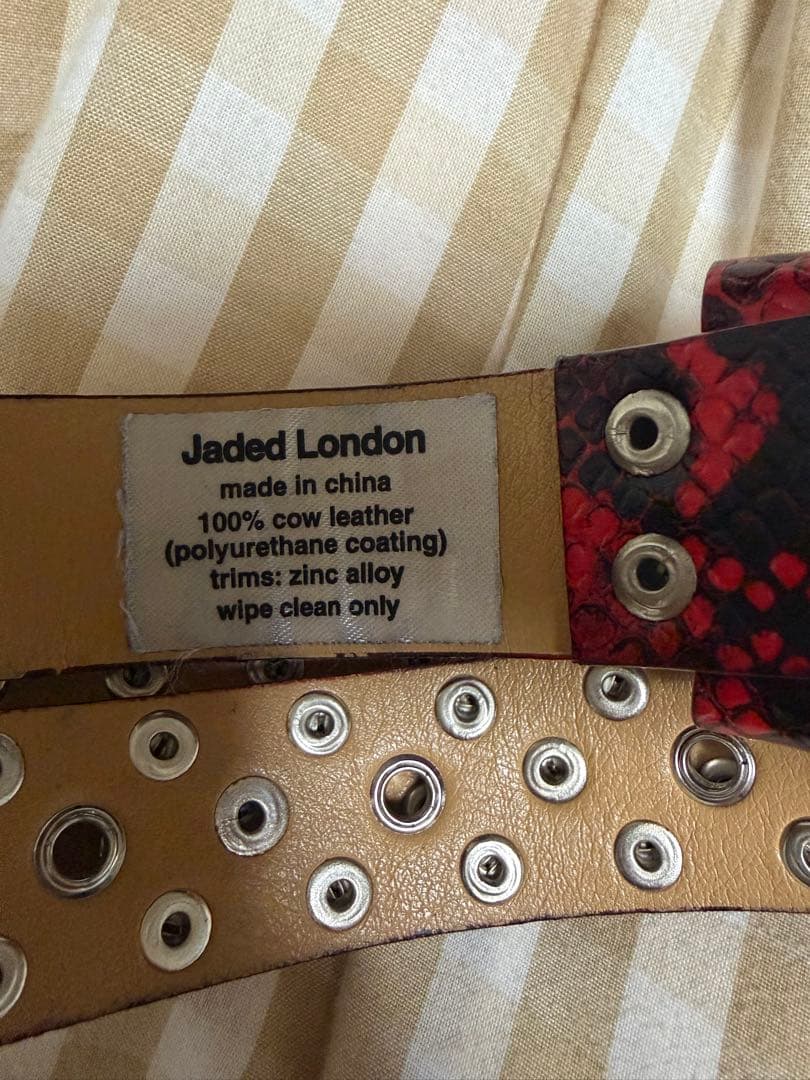 Jaded London
made in china
100% cow leather
(polyurethane coating)
trims: zinc alloy
wipe clean only